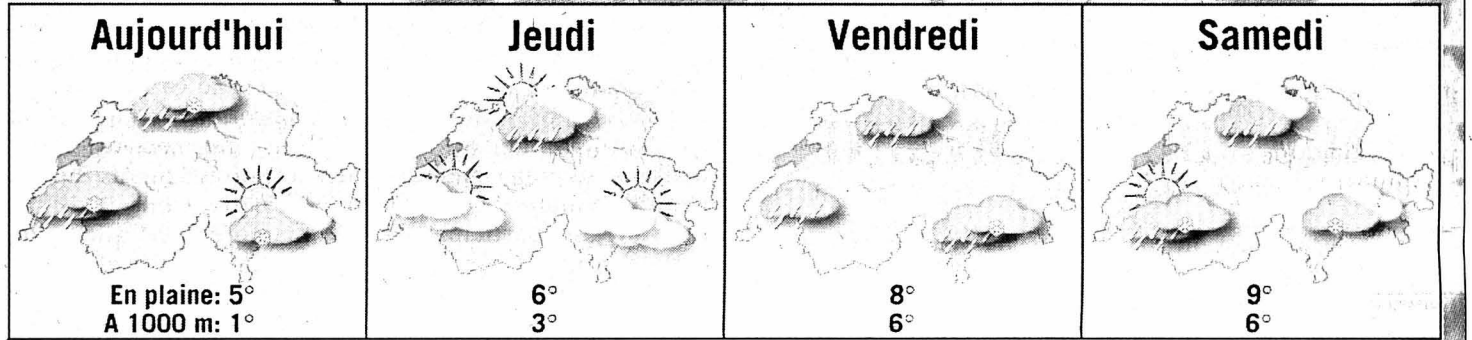 Aujourd'hui
En plaine: 5°
A 1000 m: 1°
Jeudi
6°
3°
Vendredi
8°
6°
Samedi
9°
6°